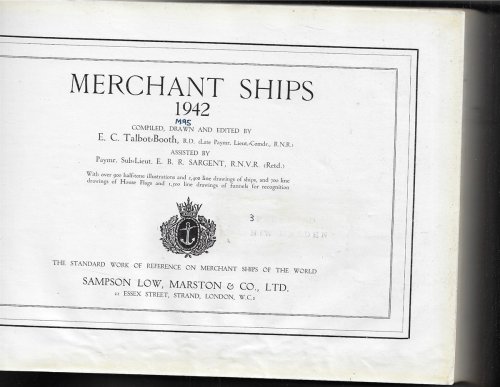 MERCHANT SHIPS
1942
M95
COMPILED, DRAWN AND EDITED BY
E. C. Talbot-Booth, R.D. (Late Paymr. Lieut.-Comdr., R.N.R.)
ASSISTED BY
Paymr. Sub-Lieut. E. B. R. SARGENT, R.N.V.R. (Retd.)
With over 900 half-tone illustrations and 1,400 line drawings of ships, and 700 line
drawings of House Flags and 1,500 line drawings of funnels for recognition
3
THE STANDARD WORK OF REFERENCE ON MERCHANT SHIPS OF THE WORLD
SAMPSON LOW, MARSTON & CO., LTD.
ESSEX STREET, STRAND, LONDON, W.C.2